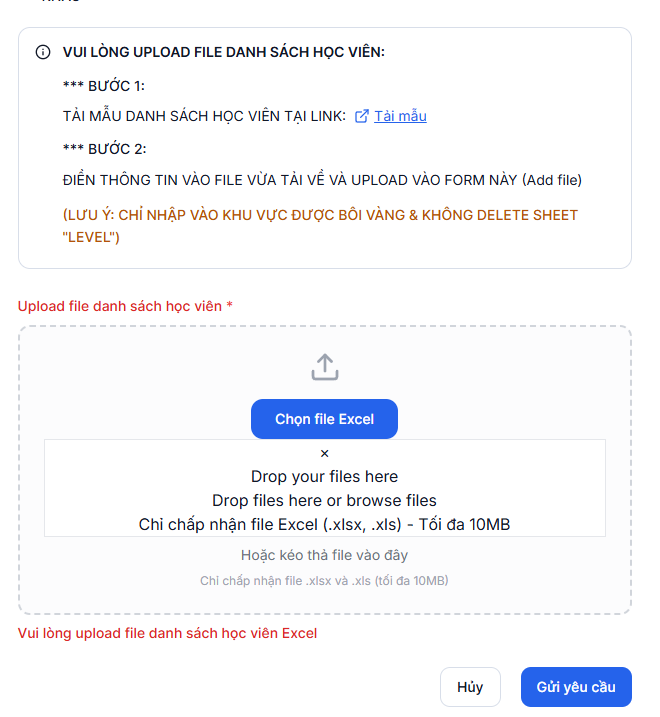 VUI LÒNG UPLOAD FILE DANH SÁCH HỌC VIÊN:
*** BƯỚC 1:
TẢI MẪU DANH SÁCH HỌC VIÊN TẠI LINK: Tải mẫu
*** BƯỚC 2:
ĐIỀN THÔNG TIN VÀO FILE VỪA TẢI VỀ VÀ UPLOAD VÀO FORM NÀY (Add file)
(LƯU Ý: CHỈ NHẬP VÀO KHU VỰC ĐƯỢC BÔI VÀNG & KHÔNG DELETE SHEET
"LEVEL")
Upload file danh sách học viên *
Chọn file Excel
×
Drop your files here
Drop files here or browse files
Chỉ chấp nhận file Excel (.xlsx, .xls) - Tối đa 10MB
Hoặc kéo thả file vào đây
Chỉ chấp nhận file .xlsx và .xls (tối đa 10MB)
Vui lòng upload file danh sách học viên Excel
Hủy
Gửi yêu cầu